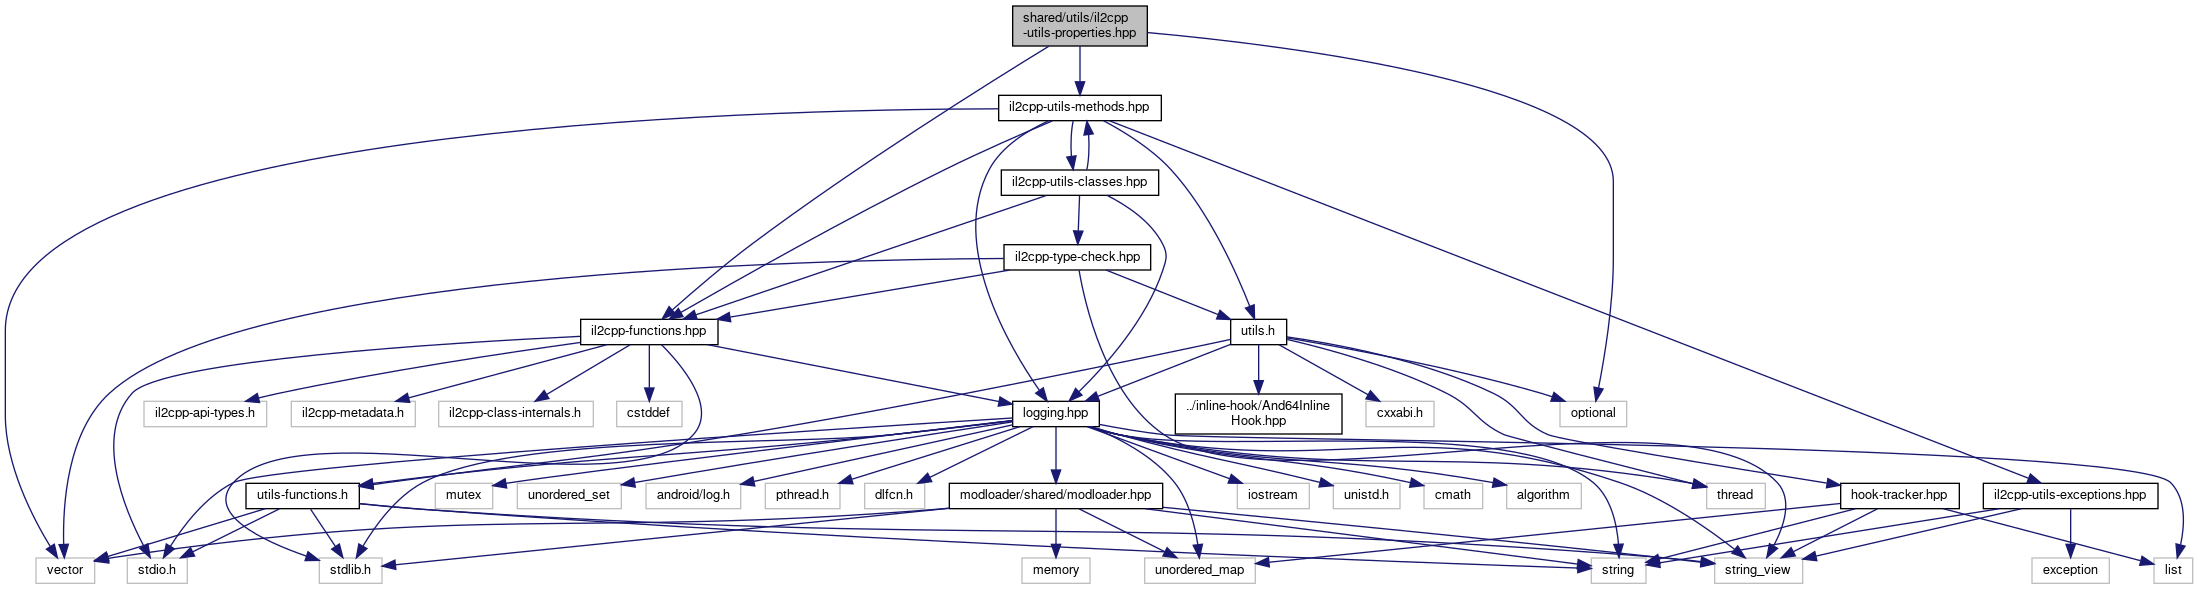 shared/utils/il2cpp
-utils-properties.hpp
il2cpp-utils-methods.hpp
il2cpp-utils-classes.hpp
il2cpp-type-check.hpp
il2cpp-functions.hpp
utils.h
il2cpp-api-types.h
il2cpp-metadata.h
il2cpp-class-internals.h
cstddef
logging.hpp
../inline-hook/And64Inline
Hook.hpp
cxxabi.h
optional
utils-functions.h
mutex
unordered_set
android/log.h
pthread.h
dlfcn.h
modloader/shared/modloader.hpp
iostream
unistd.h
cmath
algorithm
thread
hook-tracker.hpp
il2cpp-utils-exceptions.hpp
vector
stdio.h
stdlib.h
memory
unordered_map
string
string_view
exception
list